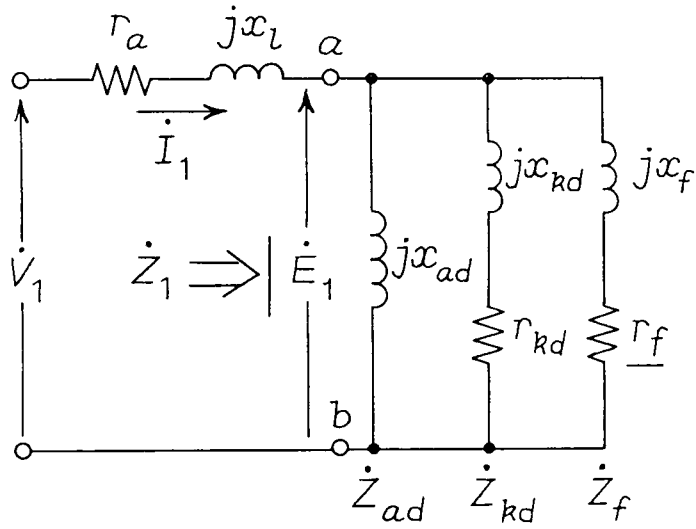 r_a jx_l a
İ_1
jx_kd jx_f
V̇_1 Ż_1 Ė_1 jx_ad
r_kd r_f
b
Ż_ad Ż_kd Ż_f